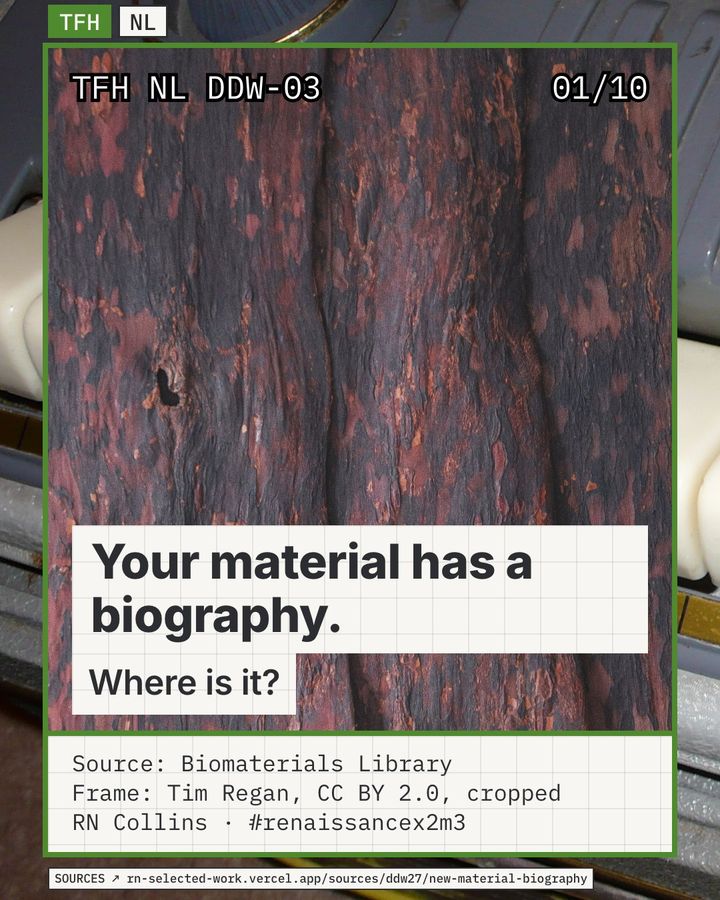 TFH NL
TFH NL DDW-03 01/10
Your material has a
biography.
Where is it?
Source: Biomaterials Library
Frame: Tim Regan, CC BY 2.0, cropped
RN Collins · #renaissancex2m3
SOURCES ↗ rn-selected-work.vercel.app/sources/ddw27/new-material-biography